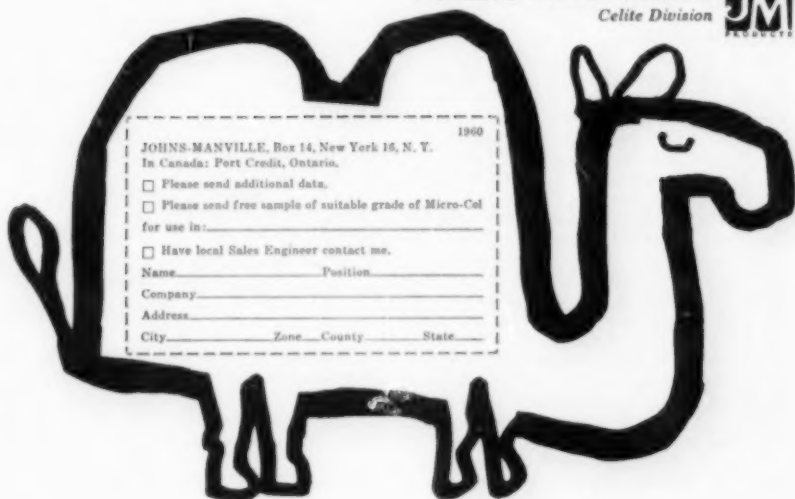 Celite Division
JM
PRODUCTS
1960
JOHNS-MANVILLE, Box 14, New York 16, N. Y.
In Canada: Port Credit, Ontario.
☐ Please send additional data.
☐ Please send free sample of suitable grade of Micro-Cel
for use in:
☐ Have local Sales Engineer contact me.
Name Position
Company
Address
City Zone County State